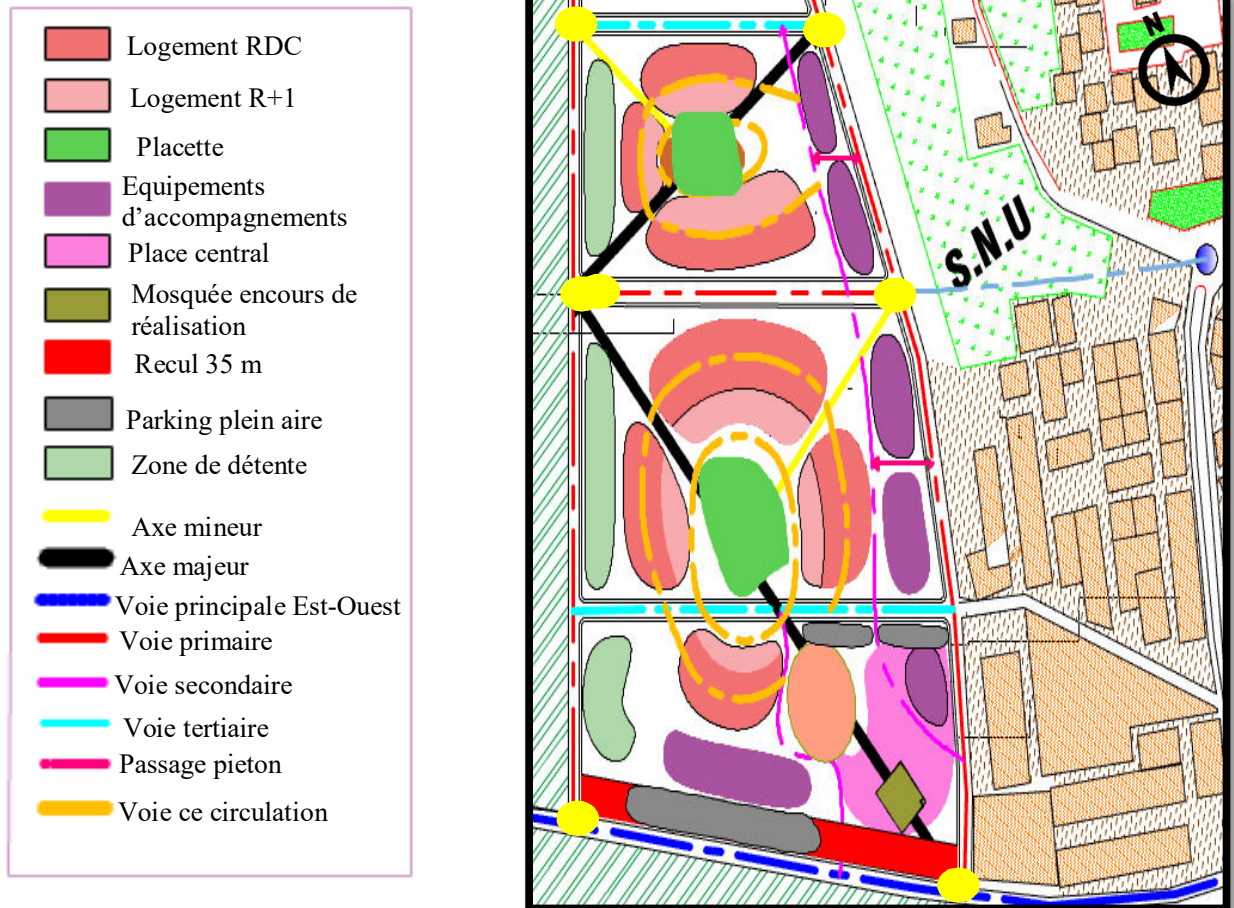 Logement RDC
Logement R+1
Placette
Equipements
d’accompagnements
Place central
Mosquée encours de
réalisation
Recul 35 m
Parking plein aire
Zone de détente
Axe mineur
Axe majeur
Voie principale Est-Ouest
Voie primaire
Voie secondaire
Voie tertiaire
Passage pieton
Voie ce circulation
N
S.N.U